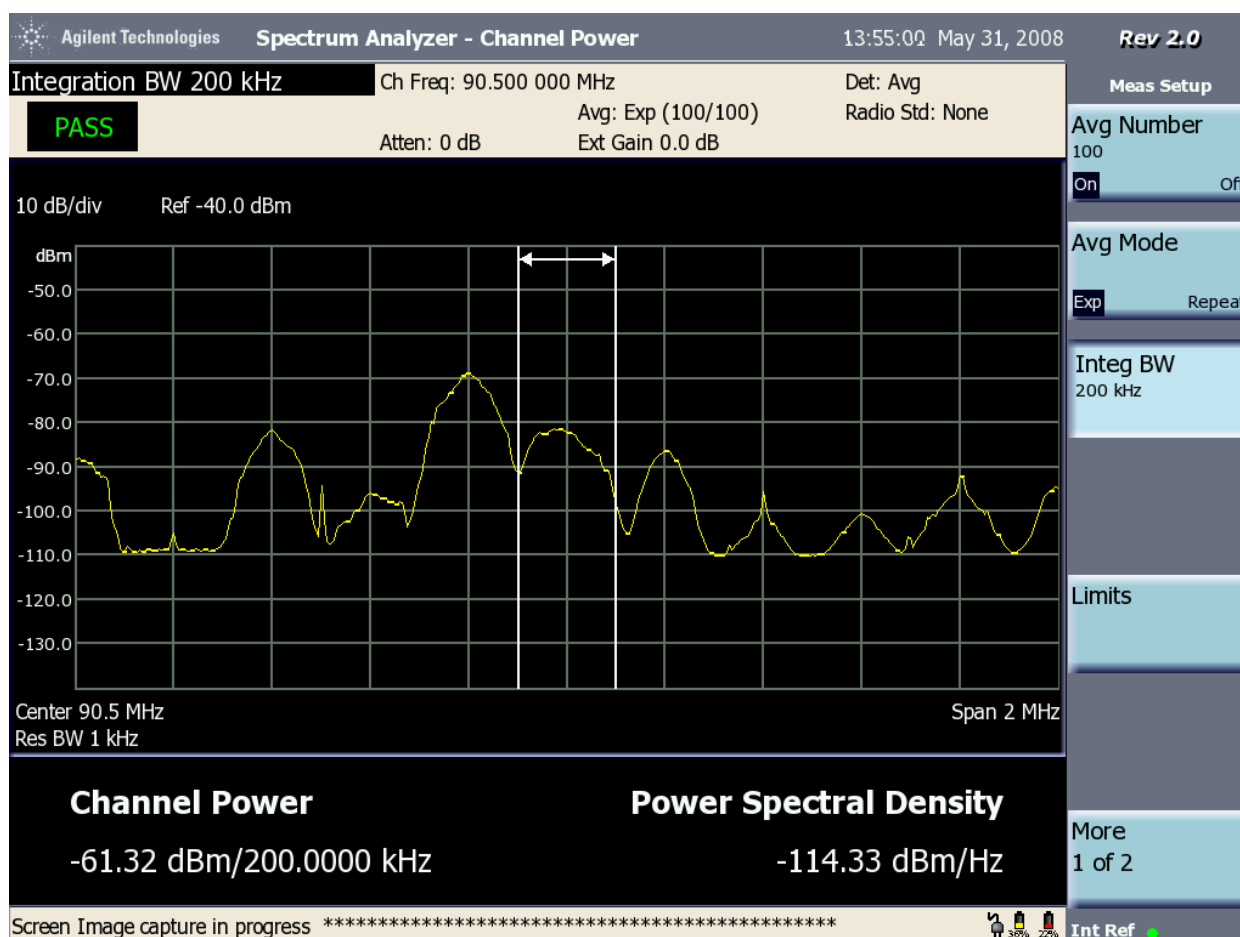 Agilent Technologies Spectrum Analyzer - Channel Power 13:55:00 May 31, 2008 Rev 2.0
Integration BW 200 kHz Ch Freq: 90.500 000 MHz Det: Avg
Meas Setup
PASS Avg: Exp (100/100) Radio Std: None
Atten: 0 dB Ext Gain 0.0 dB
Avg Number
100
On Off
10 dB/div Ref -40.0 dBm
Avg Mode
Exp Repeat
dBm
-50.0
-60.0
-70.0
-80.0
-90.0
-100.0
-110.0
-120.0
-130.0
Integ BW
200 kHz
Limits
Center 90.5 MHz Span 2 MHz
Res BW 1 kHz
Channel Power Power Spectral Density
-61.32 dBm/200.0000 kHz -114.33 dBm/Hz
More
1 of 2
Screen Image capture in progress ***********************************************
36% 22%
Int Ref